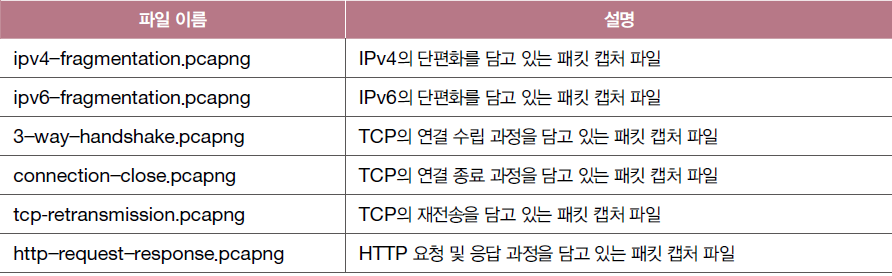 파일 이름 설명
ipv4-fragmentation.pcapng IPv4의 단편화를 담고 있는 패킷 캡처 파일
ipv6-fragmentation.pcapng IPv6의 단편화를 담고 있는 패킷 캡처 파일
3-way-handshake.pcapng TCP의 연결 수립 과정을 담고 있는 패킷 캡처 파일
connection-close.pcapng TCP의 연결 종료 과정을 담고 있는 패킷 캡처 파일
tcp-retransmission.pcapng TCP의 재전송을 담고 있는 패킷 캡처 파일
http-request-response.pcapng HTTP 요청 및 응답 과정을 담고 있는 패킷 캡처 파일